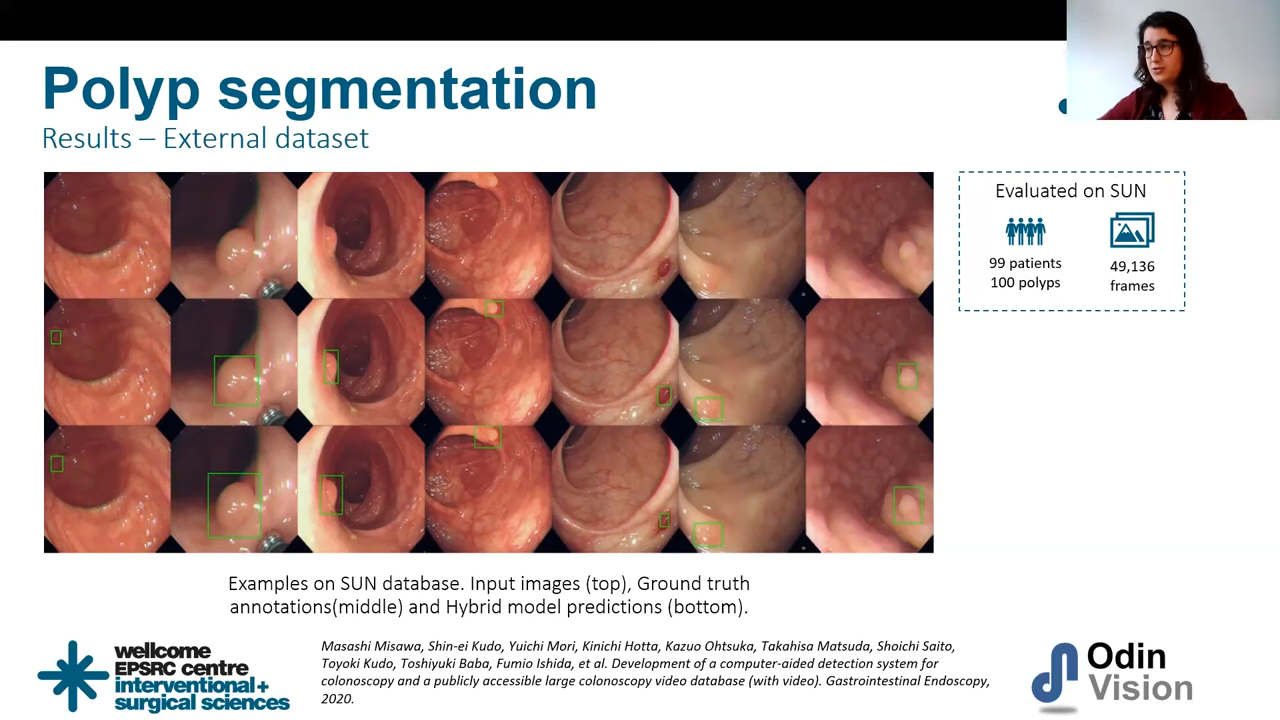 Polyp segmentation
Results – External dataset
Evaluated on SUN
99 patients
100 polyps
49,136
frames
Examples on SUN database. Input images (top), Ground truth
annotations(middle) and Hybrid model predictions (bottom).
wellcome
EPSRC centre
interventional+
surgical sciences
Masashi Misawa, Shin-ei Kudo, Yuichi Mori, Kinichi Hotta, Kazuo Ohtsuka, Takahisa Matsuda, Shoichi Saito,
Toyoki Kudo, Toshiyuki Baba, Fumio Ishida, et al. Development of a computer-aided detection system for
colonoscopy and a publicly accessible large colonoscopy video database (with video). Gastrointestinal Endoscopy,
2020.
Odin
Vision